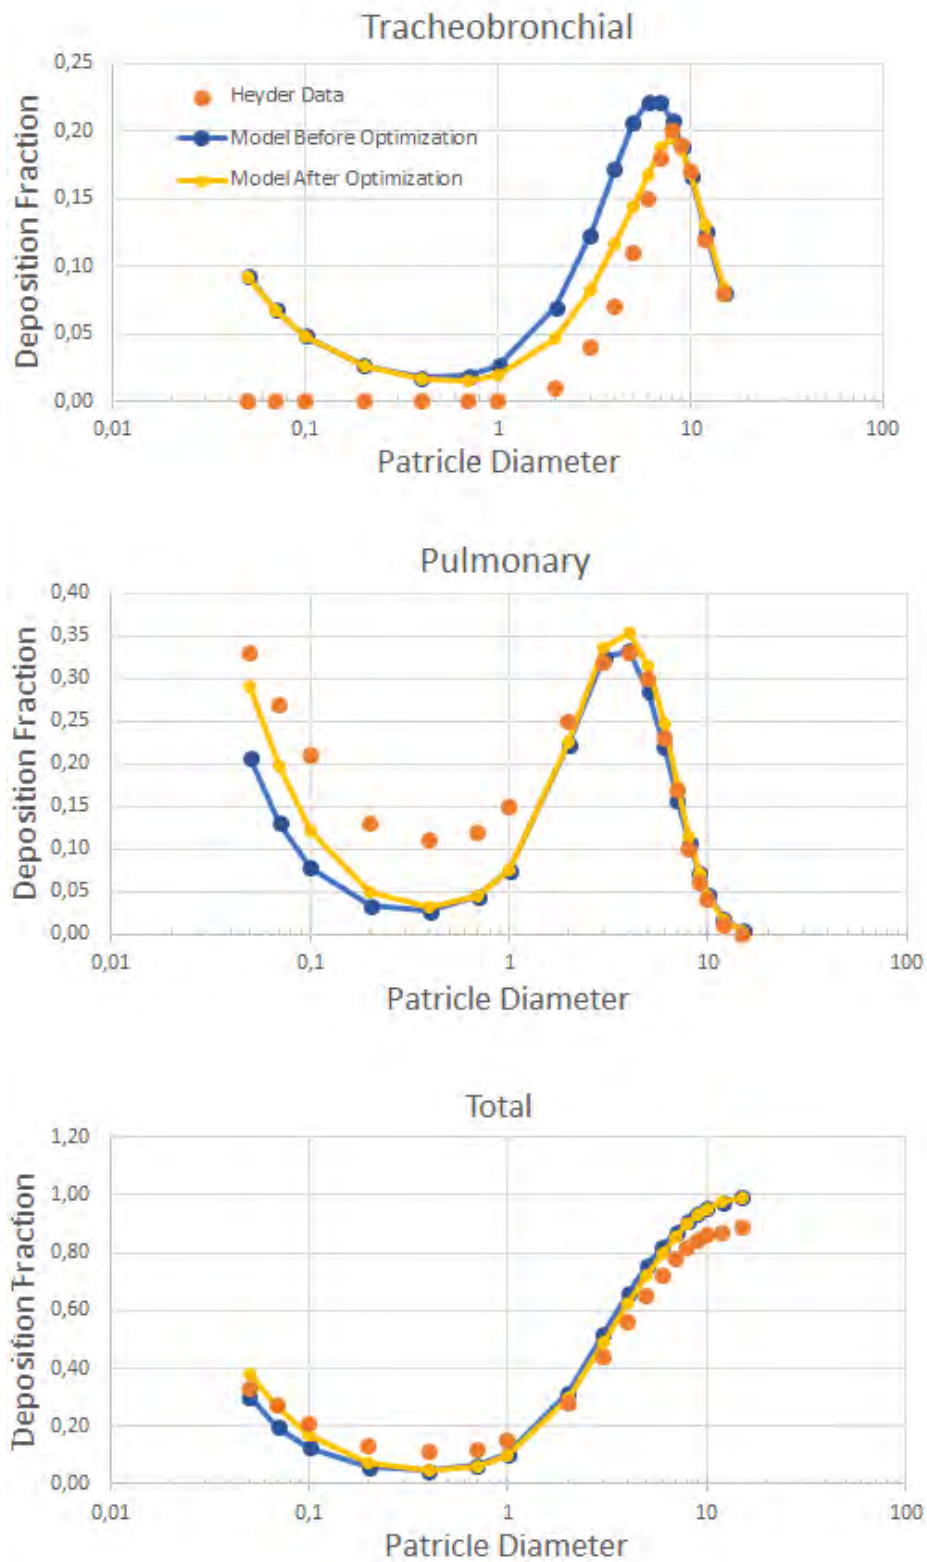 Tracheobronchial
0,25
0,20
0,15
0,10
0,05
0,00
Deposition Fraction
Heyder Data
Model Before Optimization
Model After Optimization
0,01 0,1 1 10 100
Patricle Diameter
Pulmonary
0,40
0,35
0,30
0,25
0,20
0,15
0,10
0,05
0,00
Deposition Fraction
0,01 0,1 1 10 100
Patricle Diameter
Total
1,20
1,00
0,80
0,60
0,40
0,20
0,00
Deposition Fraction
0,01 0,1 1 10 100
Patricle Diameter